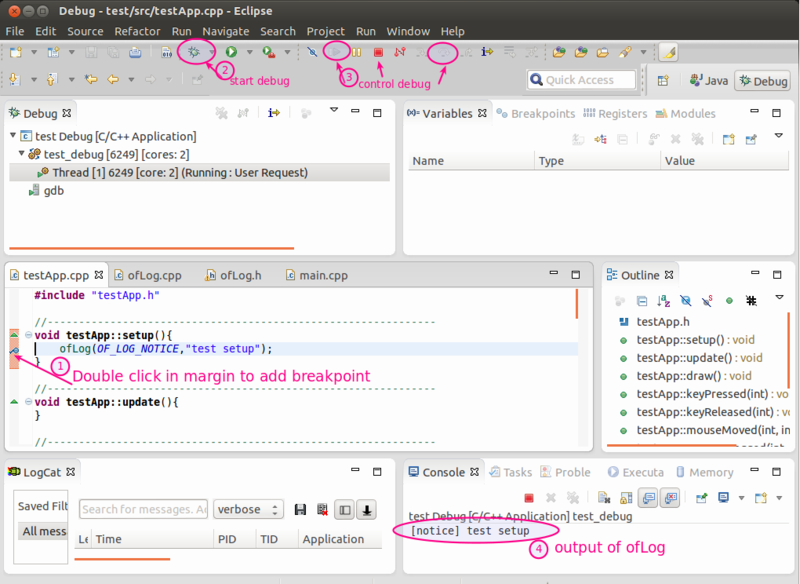 Debug - test/src/testApp.cpp - Eclipse
File Edit Source Refactor Run Navigate Search Project Run Window Help
2
start debug
3
control debug
Quick Access
Java
Debug
Debug
test Debug [C/C++ Application]
test_debug [6249] [cores: 2]
Thread [1] 6249 [core: 2] (Running : User Request)
gdb
(x)= Variables
Breakpoints
Registers
Modules
Name Type Value
testApp.cpp
ofLog.cpp
ofLog.h
main.cpp
#include "testApp.h"
//--------------------------------------------------------------
void testApp::setup(){
ofLog(OF_LOG_NOTICE,"test setup");
}
1
Double click in margin to add breakpoint
//--------------------------------------------------------------
void testApp::update(){
}
//--------------------------------------------------------------
Outline
testApp.h
testApp::setup() : void
testApp::update() : void
testApp::draw() : void
testApp::keyPressed(int) : vo
testApp::keyReleased(int) : vo
testApp::mouseMoved(int, in
LogCat
Saved Filt
All mess
Search for messages. Ac
verbose
Le Time PID TID Application
Console
Tasks
Proble
Executa
Memory
test Debug [C/C++ Application] test_debug
[notice] test setup
4
output of ofLog